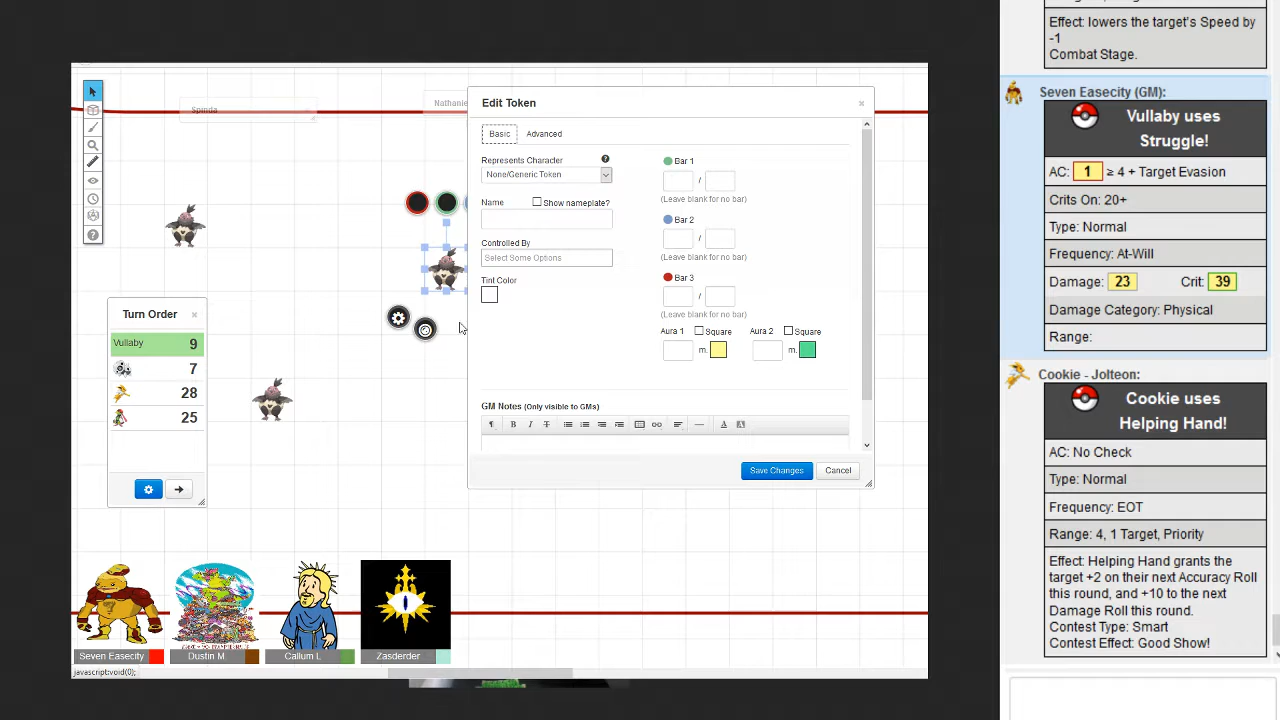 Spinda
Nathanie
Edit Token
Basic
Advanced
Represents Character
None/Generic Token
Name
Show nameplate?
Controlled By
Select Some Options
Tint Color
Bar 1
/
(Leave blank for no bar)
Bar 2
/
(Leave blank for no bar)
Bar 3
/
(Leave blank for no bar)
Aura 1 Square
m.
Aura 2 Square
m.
GM Notes (Only visible to GMs)
Save Changes
Cancel
Turn Order
Vullaby 9
7
28
25
Seven Easecity
Dustin M
Callum L
Zasderder
javascript:void(0);
Effect: lowers the target's Speed by
-1
Combat Stage.
Seven Easecity (GM):
Vullaby uses
Struggle!
AC: 1 ≥ 4 + Target Evasion
Crits On: 20+
Type: Normal
Frequency: At-Will
Damage: 23 Crit: 39
Damage Category: Physical
Range:
Cookie - Jolteon:
Cookie uses
Helping Hand!
AC: No Check
Type: Normal
Frequency: EOT
Range: 4, 1 Target, Priority
Effect: Helping Hand grants the
target +2 on their next Accuracy Roll
this round, and +10 to the next
Damage Roll this round.
Contest Type: Smart
Contest Effect: Good Show!